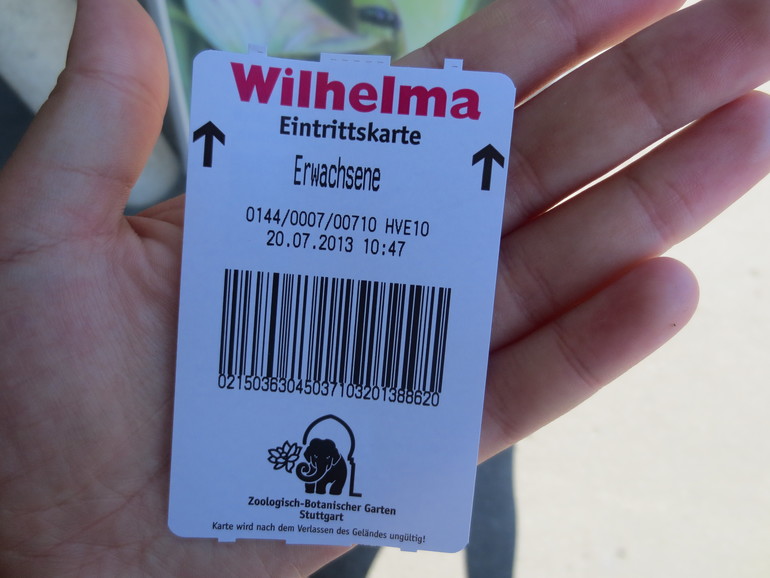 Wilhelma
Eintrittskarte
Erwachsene
0144/0007/00710 HVE10
20.07.2013 10:47
02150363045037103201388620
Zoologisch-Botanischer Garten
Stuttgart
Karte wird nach dem Verlassen des Geländes ungültig!